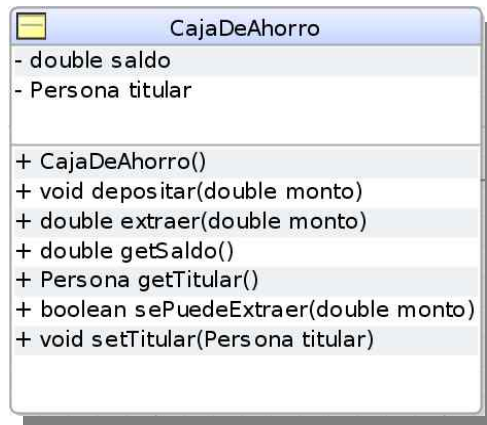 CajaDeAhorro
- double saldo
- Persona titular
+ CajaDeAhorro()
+ void depositar(double monto)
+ double extraer(double monto)
+ double getSaldo()
+ Persona getTitular()
+ boolean sePuedeExtraer(double monto)
+ void setTitular(Persona titular)